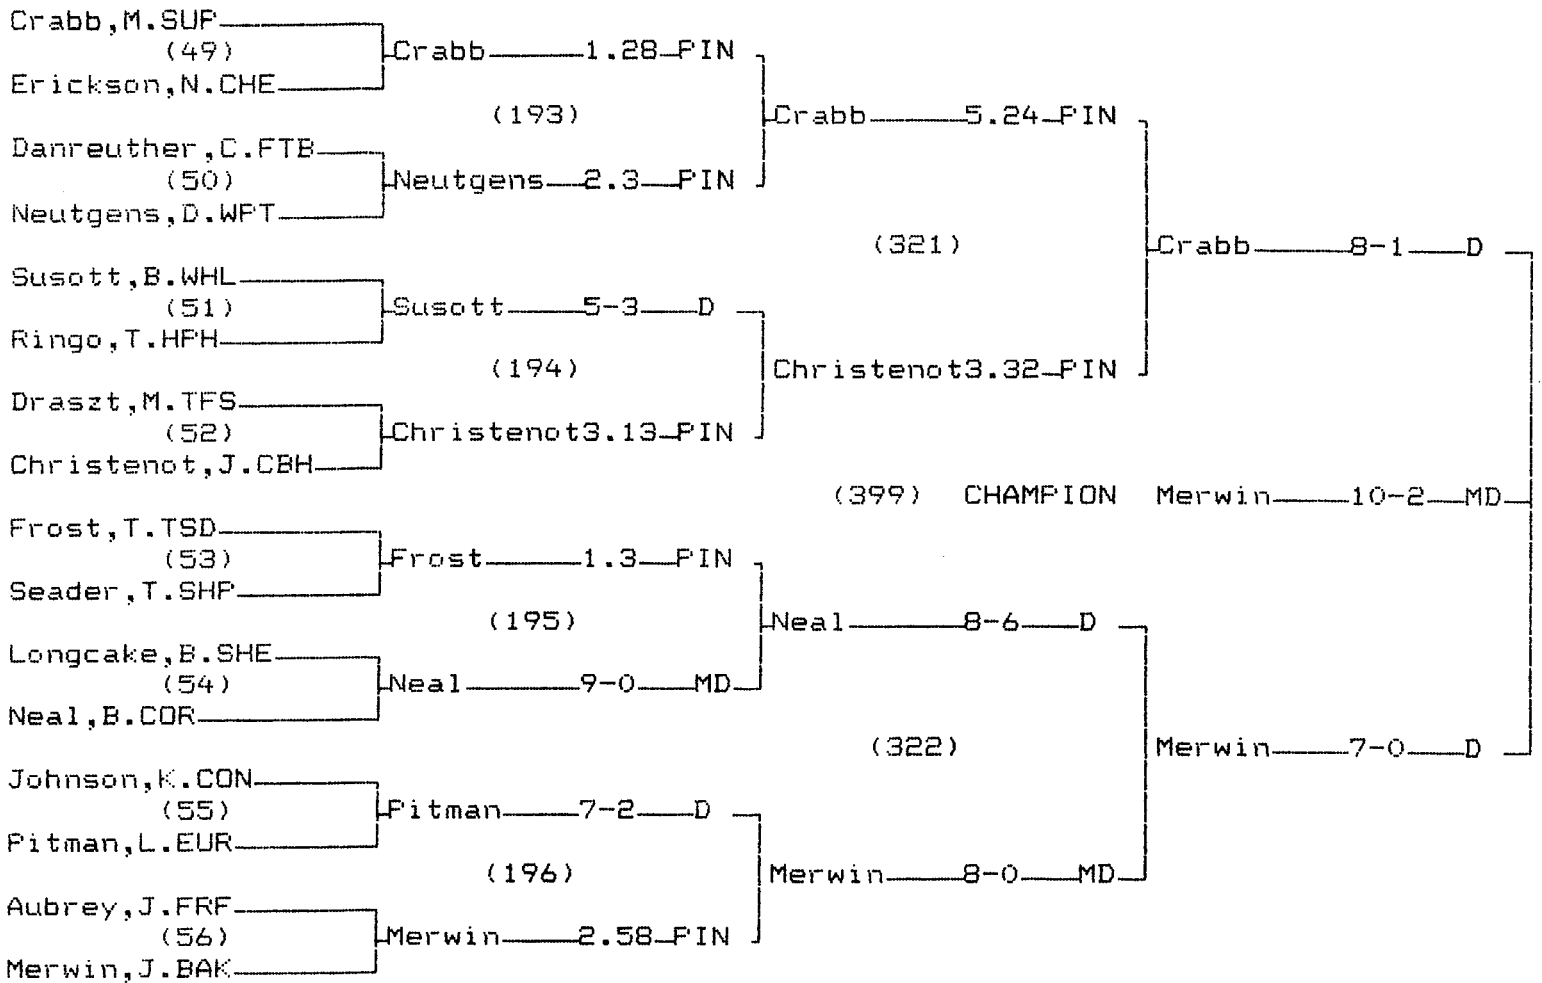 Crabb,M.SUP
(49) Crabb 1.28 PIN
Erickson,N.CHE
(193) Crabb 5.24 PIN
Danreuther,C.FTB
(50) Neutgens 2.3 PIN
Neutgens,D.WPT
(321) Crabb 8-1 D
Susott,B.WHL
(51) Susott 5-3 D
Ringo,T.HPH
(194) Christenot3.32 PIN
Draszt,M.TFS
(52) Christenot3.13 PIN
Christenot,J.CBH
(399) CHAMPION Merwin 10-2 MD
Frost,T.TSD
(53) Frost 1.3 PIN
Seader,T.SHP
(195) Neal 8-6 D
Longcake,B.SHE
(54) Neal 9-0 MD
Neal,B.COR
(322) Merwin 7-0 D
Johnson,K.CON
(55) Pitman 7-2 D
Pitman,L.EUR
(196) Merwin 8-0 MD
Aubrey,J.FRF
(56) Merwin 2.58 PIN
Merwin,J.BAK